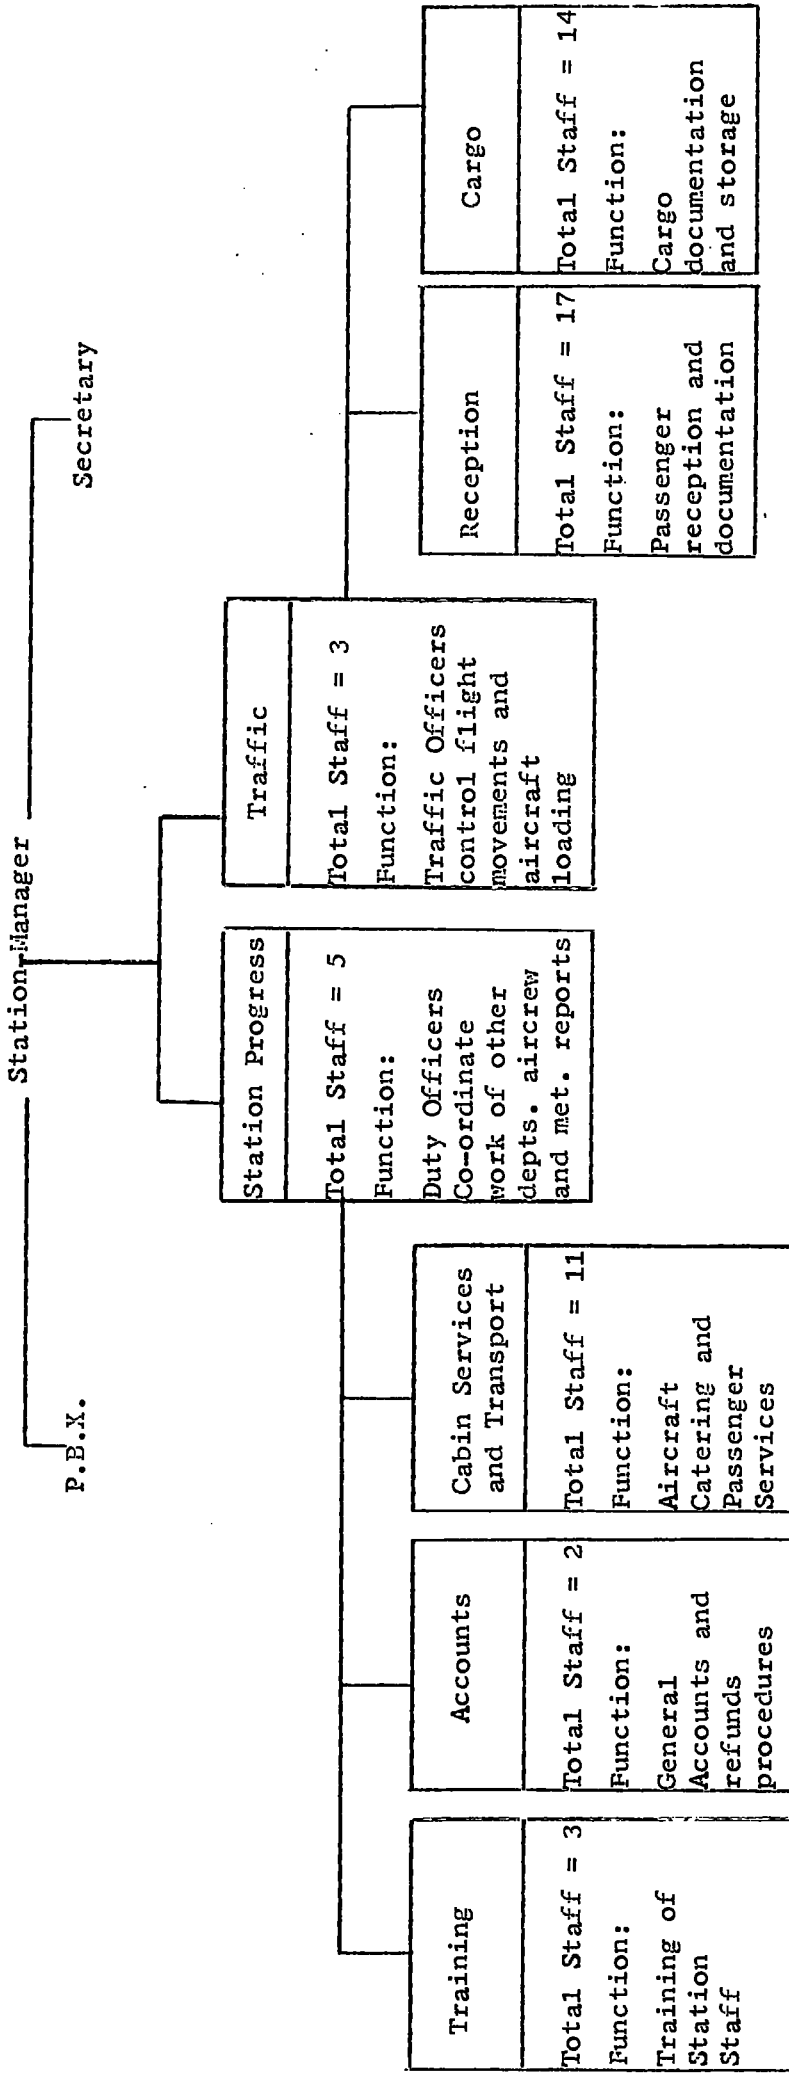 Station Manager
P.B.X.
Secretary
Station Progress
Total Staff = 5
Function:
Duty Officers
Co-ordinate
work of other
depts. aircrew
and met. reports
Traffic
Total Staff = 3
Function:
Traffic Officers
control flight
movements and
aircraft
loading
Training
Total Staff = 3
Function:
Training of
Station
Staff
Accounts
Total Staff = 2
Function:
General
Accounts and
refunds
procedures
Cabin Services
and Transport
Total Staff = 11
Function:
Aircraft
Catering and
Passenger
Services
Reception
Total Staff = 17
Function:
Passenger
reception and
documentation
Cargo
Total Staff = 14
Function:
Cargo
documentation
and storage